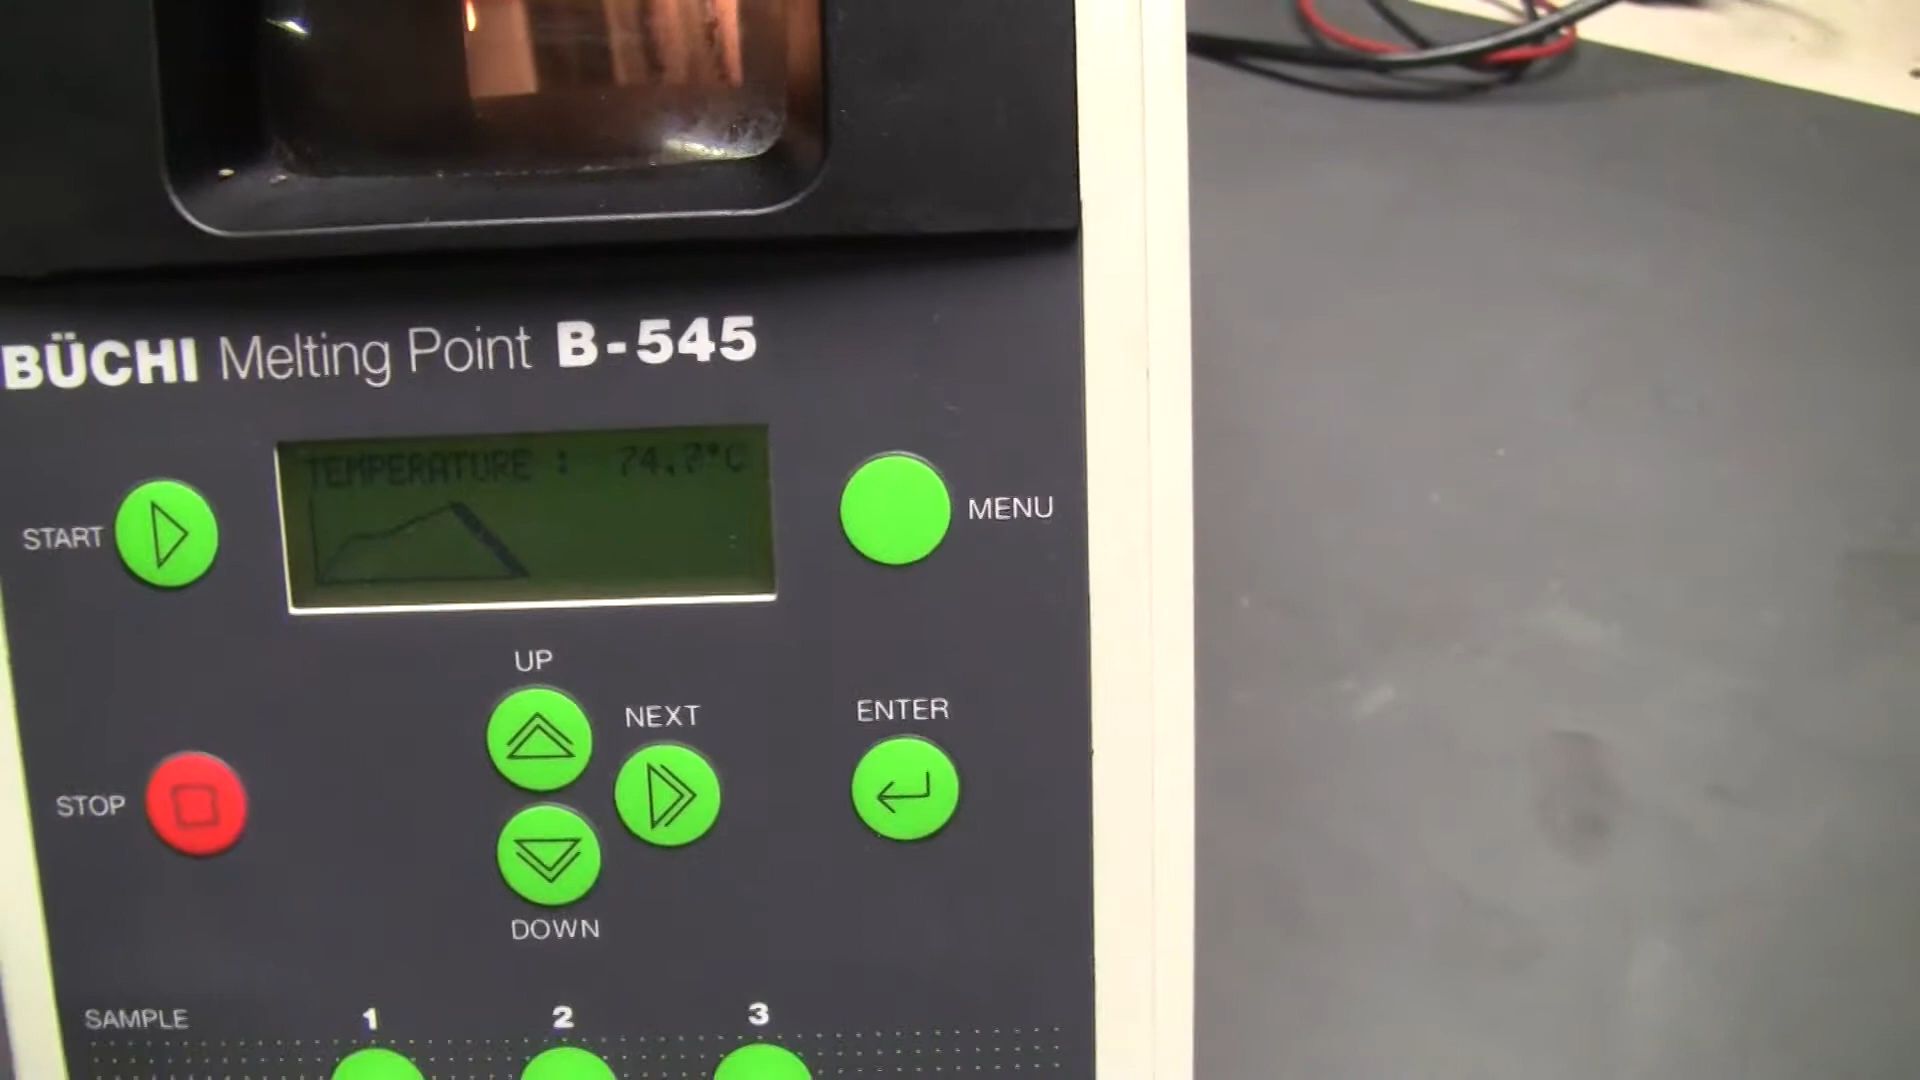 BÜCHI Melting Point B-545
TEMPERATURE : 74.7°C
START
MENU
UP
NEXT
ENTER
STOP
DOWN
SAMPLE 1 2 3